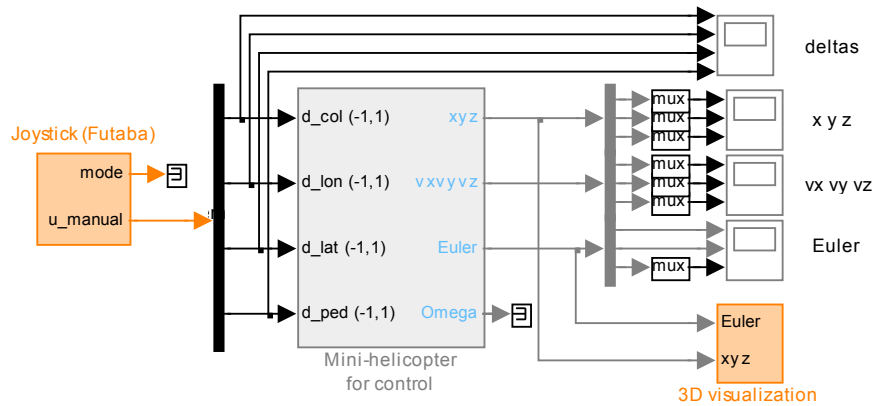 deltas
Joystick (Futaba)
mode
u_manual
d_col (-1,1)
d_lon (-1,1)
d_lat (-1,1)
d_ped (-1,1)
xyz
vxvyvz
Euler
Omega
Mini-helicopter
for control
mux
mux
mux
x y z
mux
mux
mux
vx vy vz
mux
Euler
Euler
xyz
3D visualization